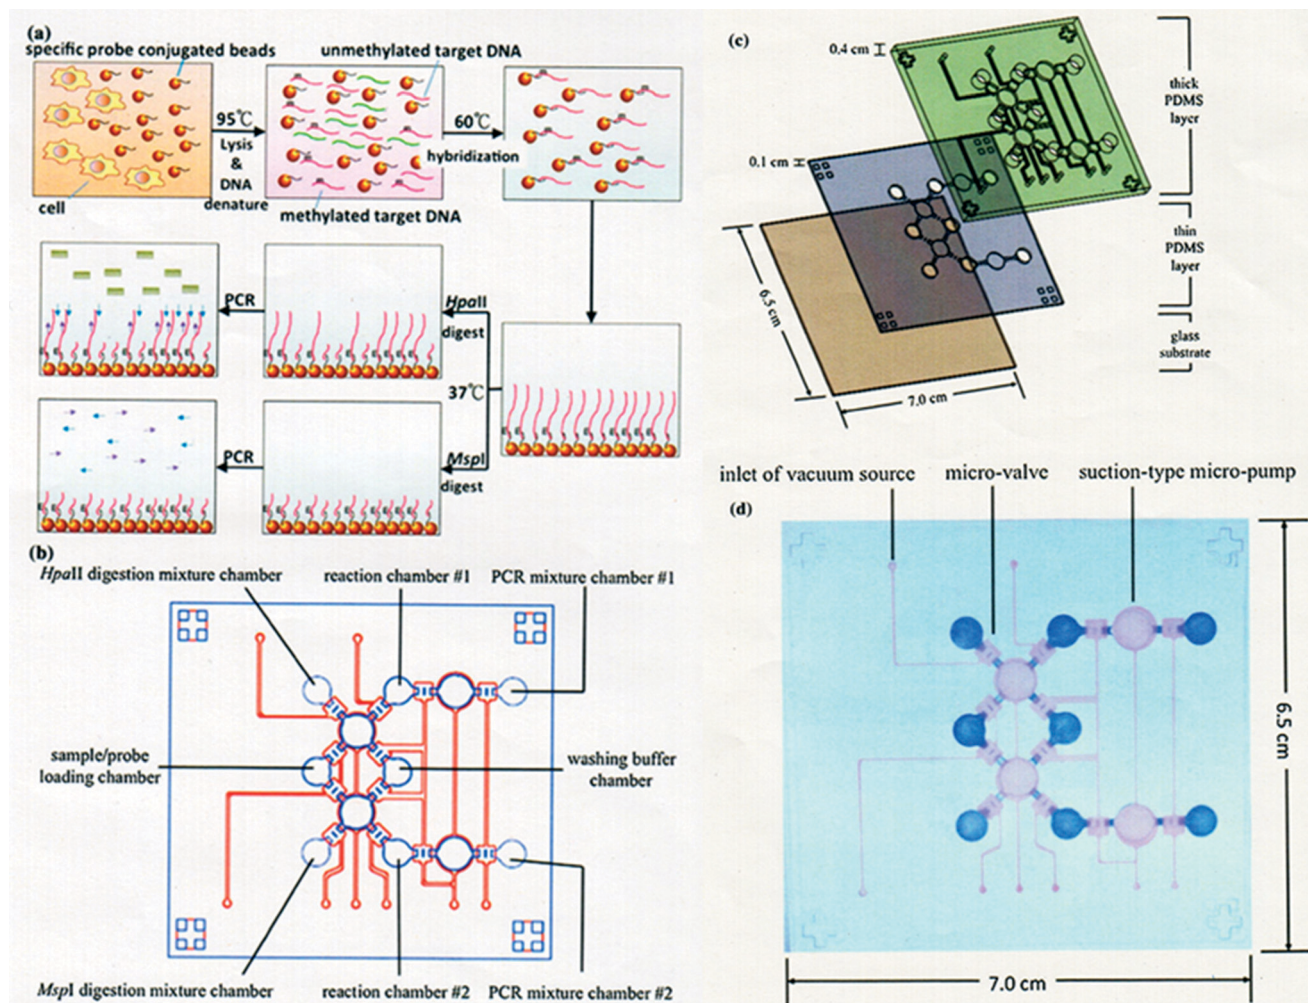 (a)
specific probe conjugated beads
unmethylated target DNA
95℃
Lysis
&
DNA
denature
60℃
hybridization
cell
methylated target DNA
PCR
HpaII
digest
37℃
PCR
MspI
digest
(b)
HpaII digestion mixture chamber
reaction chamber #1
PCR mixture chamber #1
sample/probe
loading chamber
washing buffer
chamber
MspI digestion mixture chamber
reaction chamber #2
PCR mixture chamber #2
(c)
0.4 cm
thick
PDMS
layer
0.1 cm
thin
PDMS
layer
6.5 cm
glass
substrate
7.0 cm
inlet of vacuum source
micro-valve
suction-type micro-pump
(d)
6.5 cm
7.0 cm